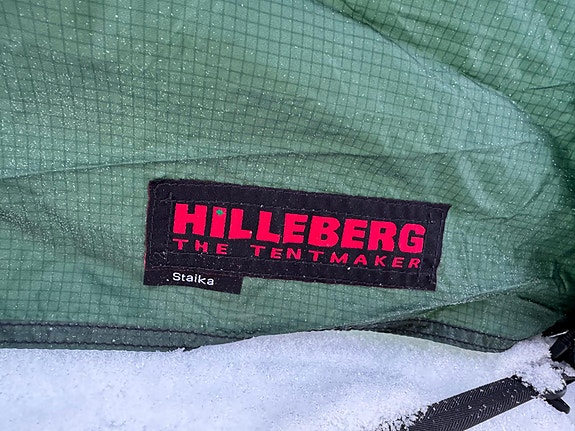 HILLEBERG
THE TENTMAKER
Staika